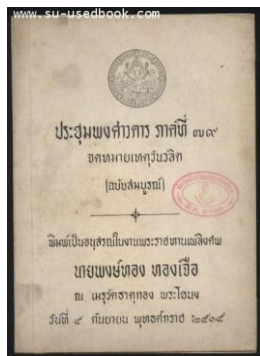 www.su-usedbook.com
ประชุมพงศาวดาร ภาคที่ ๗๙
จดหมายเหตุวันวลิต
(ฉบับสมบูรณ์)
พิมพ์เป็นอนุสรณ์ในงานพระราชทานเพลิงศพ
นายพงษ์ทอง ทองเจือ
ณ เมรุวัดธาตุทอง พระโขนง
วันที่ ๔ กันยายน พุทธศักราช ๒๕๓๔